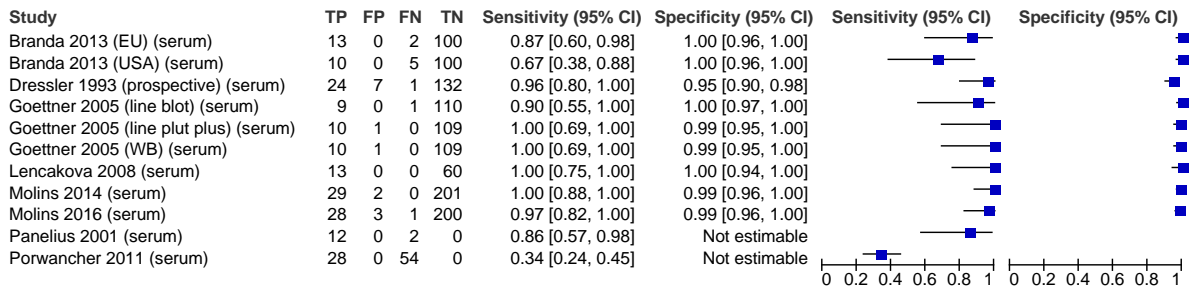 Study TP FP FN TN Sensitivity (95% CI) Specificity (95% CI) Sensitivity (95% CI) Specificity (95% CI)
Branda 2013 (EU) (serum) 13 0 2 100 0.87 [0.60, 0.98] 1.00 [0.96, 1.00]
Branda 2013 (USA) (serum) 10 0 5 100 0.67 [0.38, 0.88] 1.00 [0.96, 1.00]
Dressler 1993 (prospective) (serum) 24 7 1 132 0.96 [0.80, 1.00] 0.95 [0.90, 0.98]
Goettner 2005 (line blot) (serum) 9 0 1 110 0.90 [0.55, 1.00] 1.00 [0.97, 1.00]
Goettner 2005 (line plut plus) (serum) 10 1 0 109 1.00 [0.69, 1.00] 0.99 [0.95, 1.00]
Goettner 2005 (WB) (serum) 10 1 0 109 1.00 [0.69, 1.00] 0.99 [0.95, 1.00]
Lencakova 2008 (serum) 13 0 0 60 1.00 [0.75, 1.00] 1.00 [0.94, 1.00]
Molins 2014 (serum) 29 2 0 201 1.00 [0.88, 1.00] 0.99 [0.96, 1.00]
Molins 2016 (serum) 28 3 1 200 0.97 [0.82, 1.00] 0.99 [0.96, 1.00]
Panelius 2001 (serum) 12 0 2 0 0.86 [0.57, 0.98] Not estimable
Porwancher 2011 (serum) 28 0 54 0 0.34 [0.24, 0.45] Not estimable
0 0.2 0.4 0.6 0.8 1 0 0.2 0.4 0.6 0.8 1